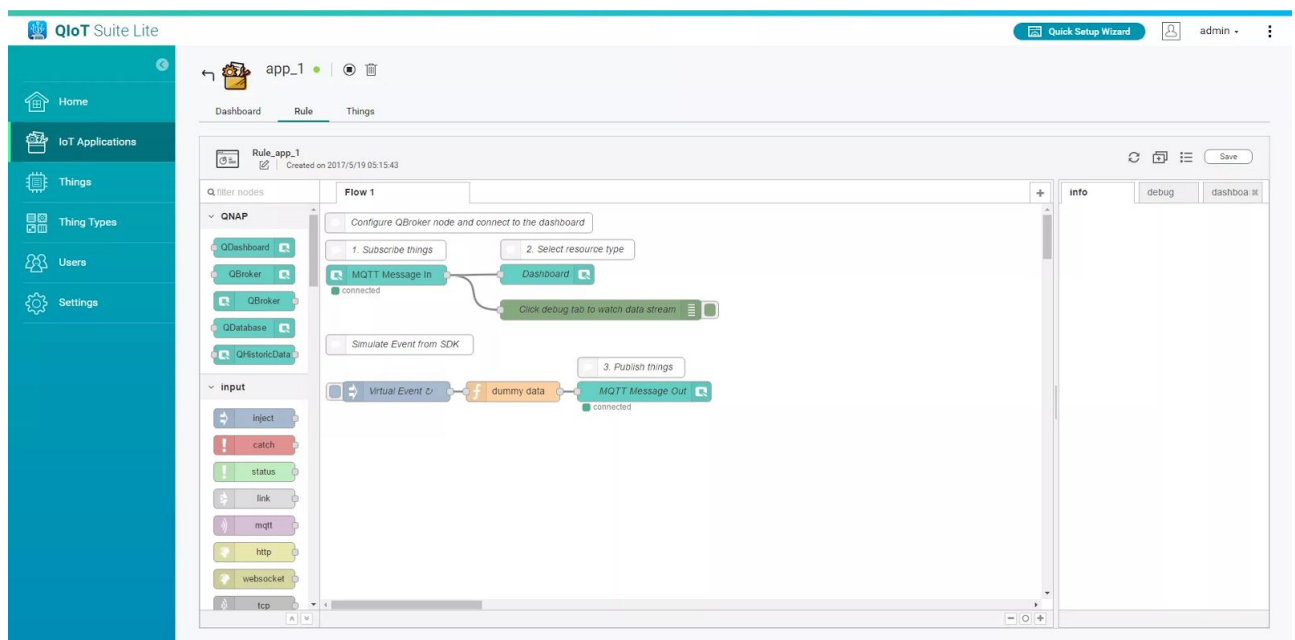 QIoT Suite Lite
Quick Setup Wizard
admin
Home
IoT Applications
Things
Thing Types
Users
Settings
app_1
Dashboard Rule Things
Rule_app_1
Created on 2017/5/19 05:15:43
Save
filter nodes
Flow 1
info debug dashboa
QNAP
QDashboard
QBroker
QBroker
QDatabase
QHistoricData
input
inject
catch
status
link
mqtt
http
websocket
tcp
Configure QBroker node and connect to the dashboard
1. Subscribe things
2. Select resource type
MQTT Message In
Dashboard
connected
Click debug tab to watch data stream
Simulate Event from SDK
3. Publish things
Virtual Event ↻
dummy data
MQTT Message Out
connected